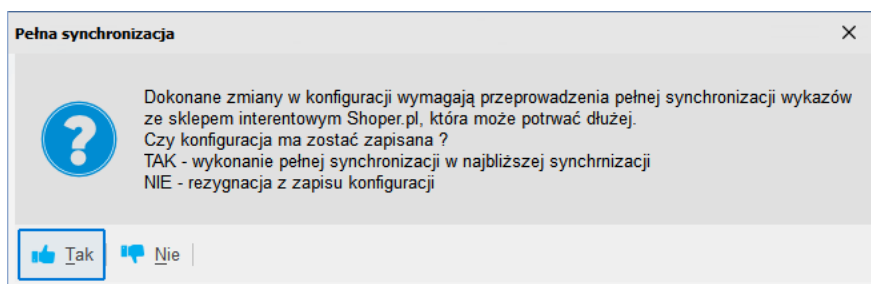 Pełna synchronizacja
Dokonane zmiany w konfiguracji wymagają przeprowadzenia pełnej synchronizacji wykazów
ze sklepem interentowym Shoper.pl, która może potrwać dłużej.
Czy konfiguracja ma zostać zapisana ?
TAK - wykonanie pełnej synchronizacji w najbliższej synchrnizacji
NIE - rezygnacja z zapisu konfiguracji
Tak Nie